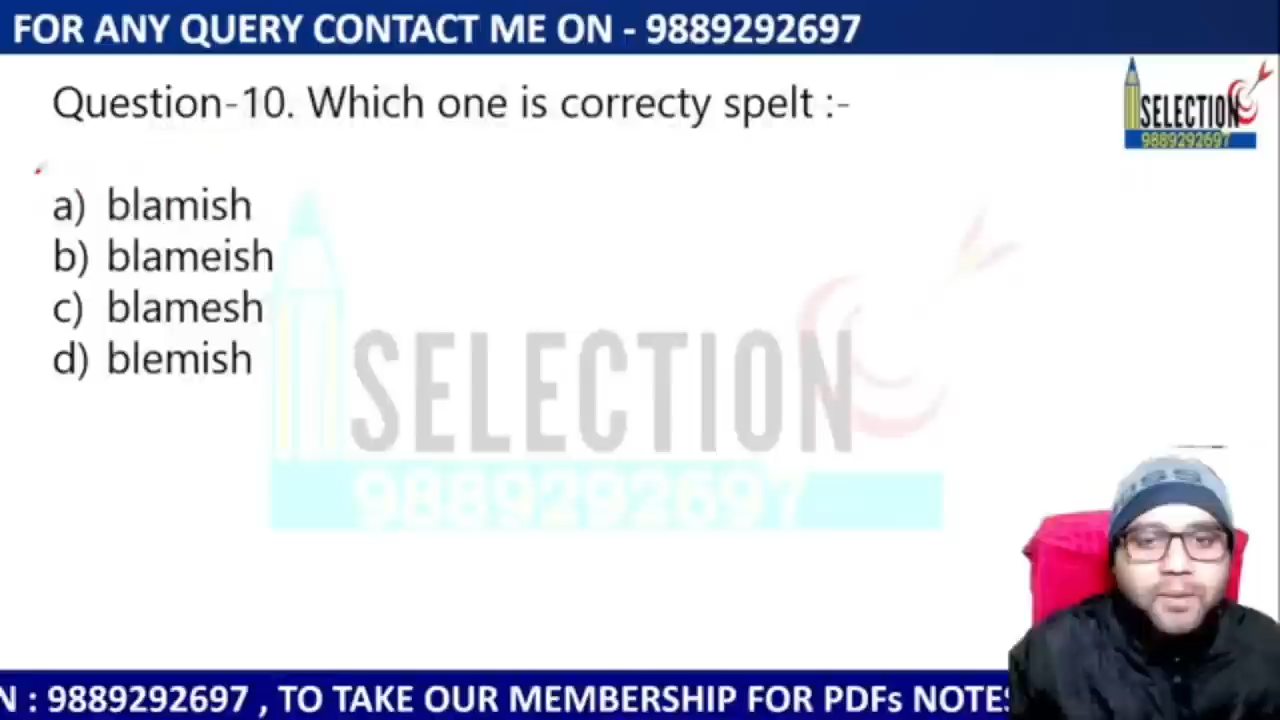 FOR ANY QUERY CONTACT ME ON - 9889292697
Question-10. Which one is correcty spelt :-
SELECTION
9889292697
a) blamish
b) blameish
c) blamesh
d) blemish
SELECTION
9889292697
N : 9889292697 , TO TAKE OUR MEMBERSHIP FOR PDFs NOTES